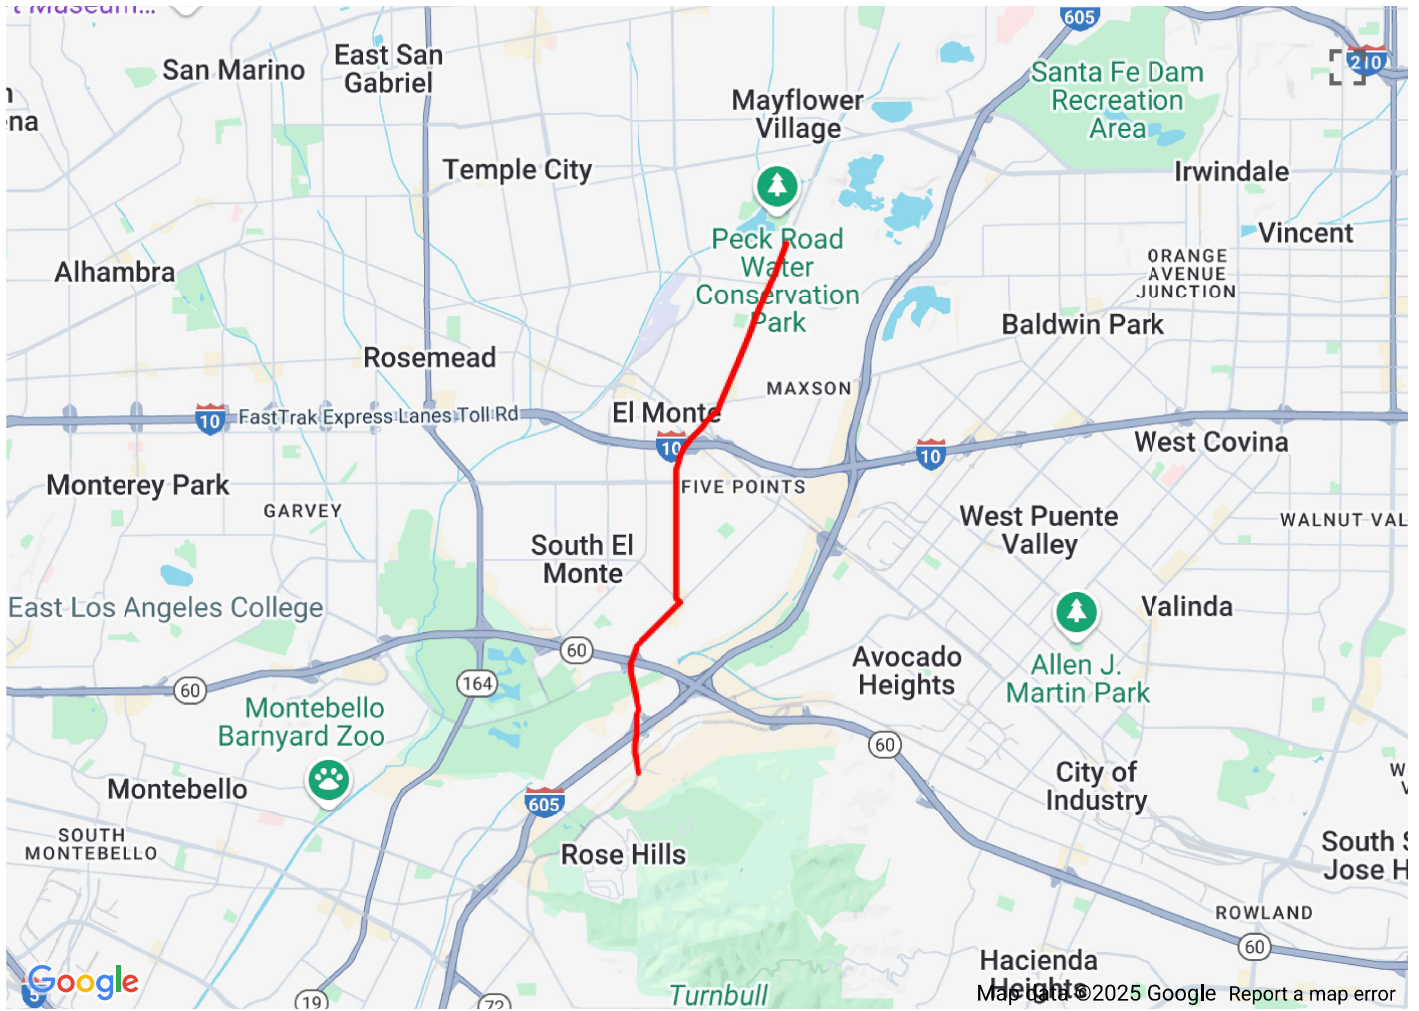 t Museum...
605
San Marino
East San
Gabriel
210
Santa Fe Dam
Recreation
Area
Mayflower
Village
Temple City
Irwindale
Vincent
Peck Road
Water
Conservation
Park
ORANGE
AVENUE
JUNCTION
Alhambra
Baldwin Park
Rosemead
MAXSON
10
FastTrak Express Lanes Toll Rd
El Monte
10
10
West Covina
Monterey Park
GARVEY
FIVE POINTS
West Puente
Valley
WALNUT VAL
South El
Monte
East Los Angeles College
Valinda
60
Avocado
Heights
Allen J.
Martin Park
60
164
Montebello
Barnyard Zoo
60
Montebello
605
City of
Industry
SOUTH
MONTEBELLO
Rose Hills
South S
Jose H
ROWLAND
60
Hacienda
Heights
Google
5
19
72
Turnbull
Map data ©2025 Google
Report a map error